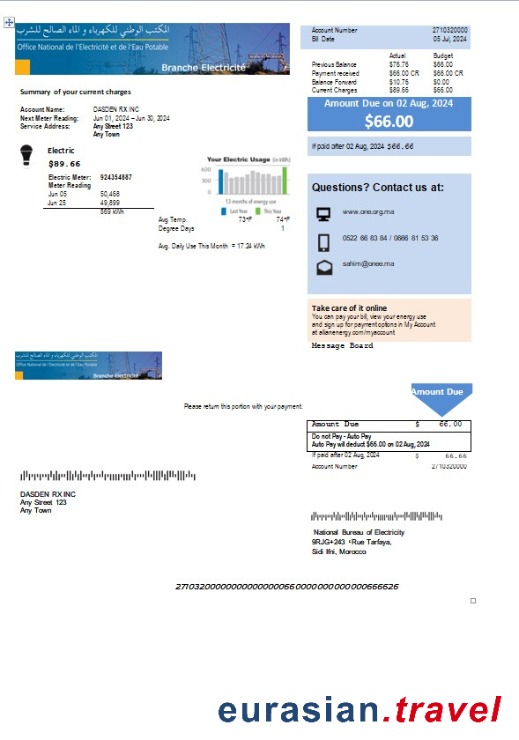 المكتب الوطني للكهرباء و الماء الصالح للشرب
Office National de l'Electricité et de l'Eau Potable
Branche Electricité
Account Number 2710320000
Bill Date 05 Jul, 2024
Actual Budget
Previous Balance $76.76 $66.00
Payment received $66.00 CR $66.00 CR
Balance Forward $10.76 $0.00
Current Charges $89.66 $66.00
Amount Due on 02 Aug, 2024
$66.00
If paid after 02 Aug, 2024 $66.66
Summary of your current charges
Account Name: DASDEN RX INC
Next Meter Reading: Jun 01, 2024 – Jun 30, 2024
Service Address: Any Street 123
Any Town
Electric
$89.66
Electric Meter: 924354887
Meter Reading
Jun 05 50,458
Jun 25 49,899
569 kWh
Your Electric Usage (in kWh)
600
300
0
13 months of energy use
Last Year This Year
Avg Temp. 73°F 74°F
Degree Days 1
Avg. Daily Use This Month = 17.24 kWh
Questions? Contact us at:
www.one.org.ma
0522 66 83 84 / 0866 81 53 36
sahim@onee.ma
Take care of it online
You can pay your bill, view your energy use
and sign up for payment options in My Account
at allianenergy.com/myaccount
Message Board
المكتب الوطني للكهرباء و الماء الصالح للشرب
Office National de l'Electricité et de l'Eau Potable
Branche Electricité
Please return this portion with your payment.
Amount Due
Amount Due $ 66.00
Do not Pay - Auto Pay
Auto Pay will deduct $66.00 on 02 Aug, 2024
If paid after 02 Aug, 2024 $ 66.66
Account Number 2710320000
DASDEN RX INC
Any Street 123
Any Town
National Bureau of Electricity
9RJG+243 •Rue Tarfaya,
Sidi Ifni, Morocco
eurasian.travel